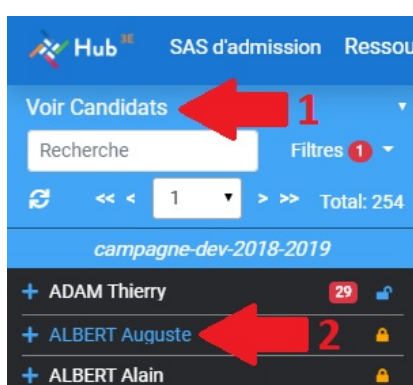 Hub 3E SAS d'admission Ressou
Voir Candidats 1
Recherche Filtres 1
<< < 1 > >> Total: 254
campagne-dev-2018-2019
+ ADAM Thierry 29
+ ALBERT Auguste 2
+ ALBERT Alain